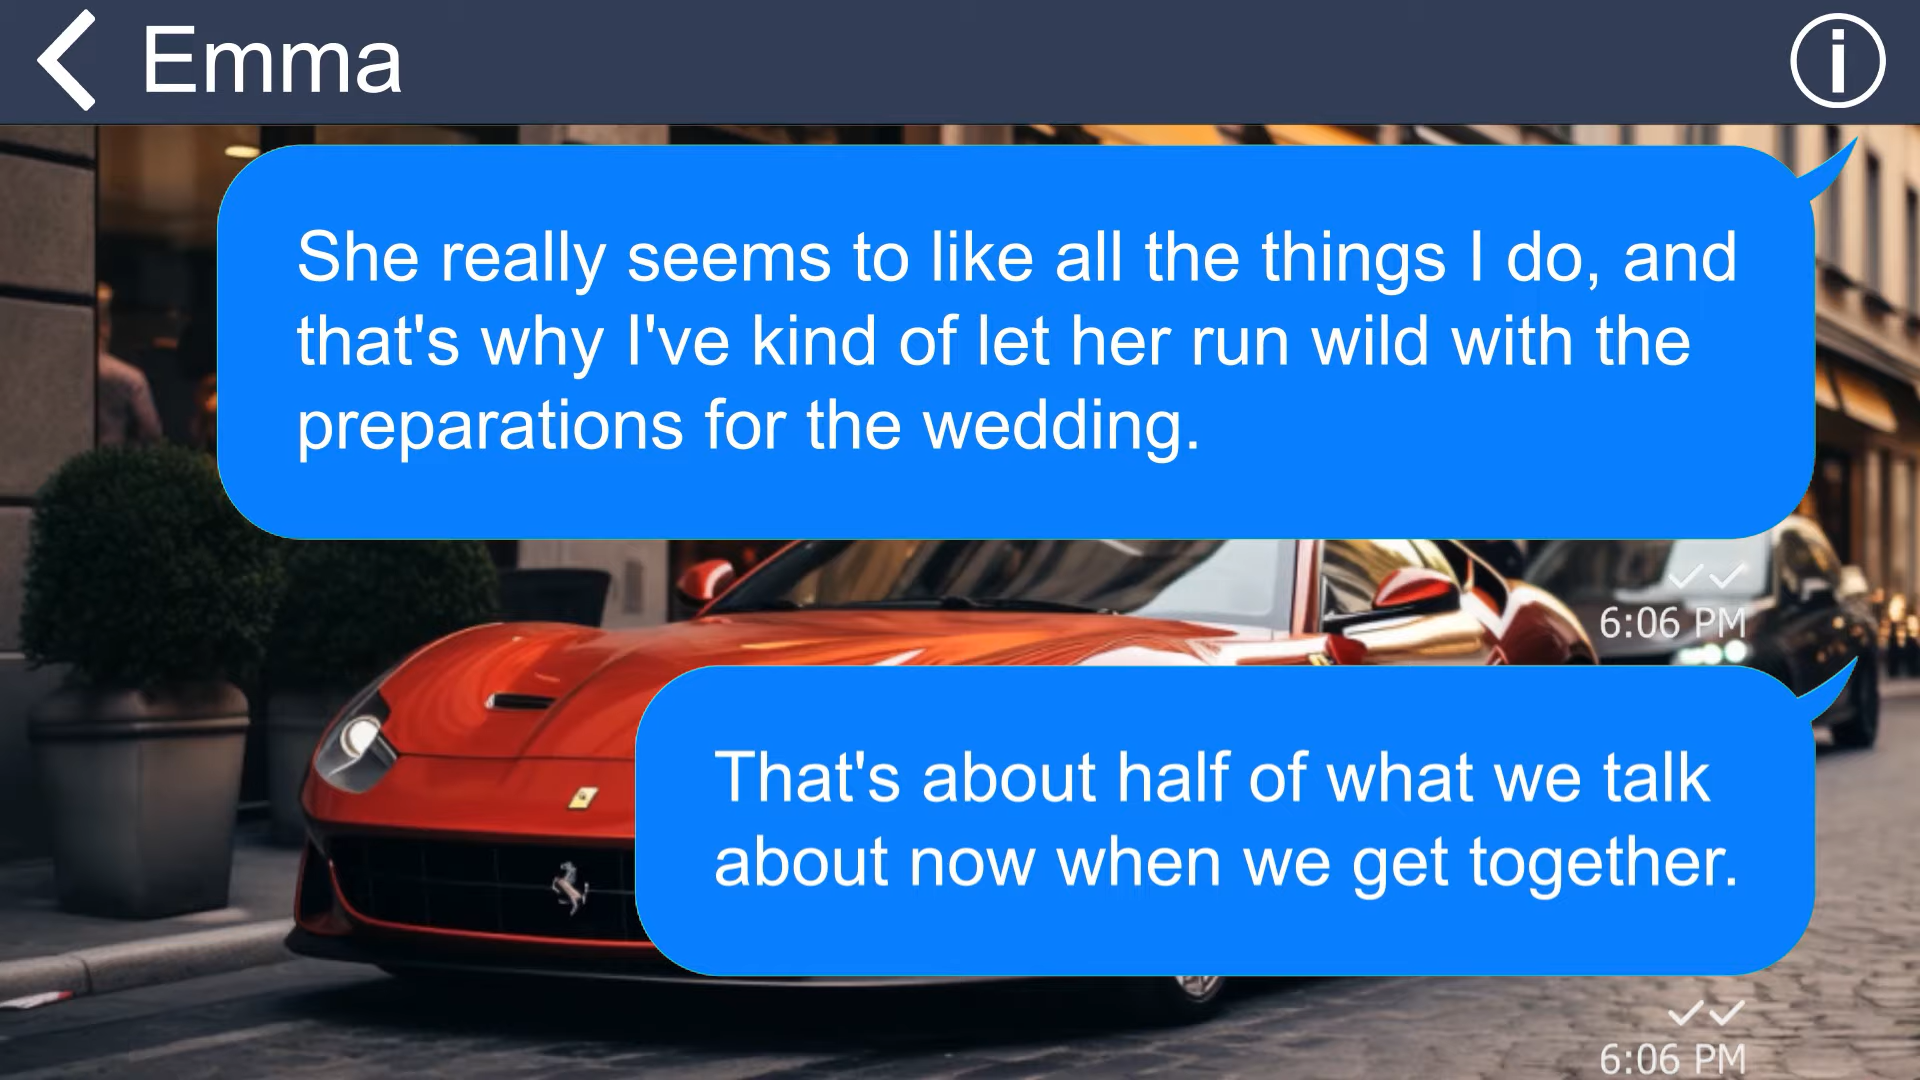 Emma
She really seems to like all the things I do, and
that's why I've kind of let her run wild with the
preparations for the wedding.
6:06 PM
That's about half of what we talk
about now when we get together.
6:06 PM